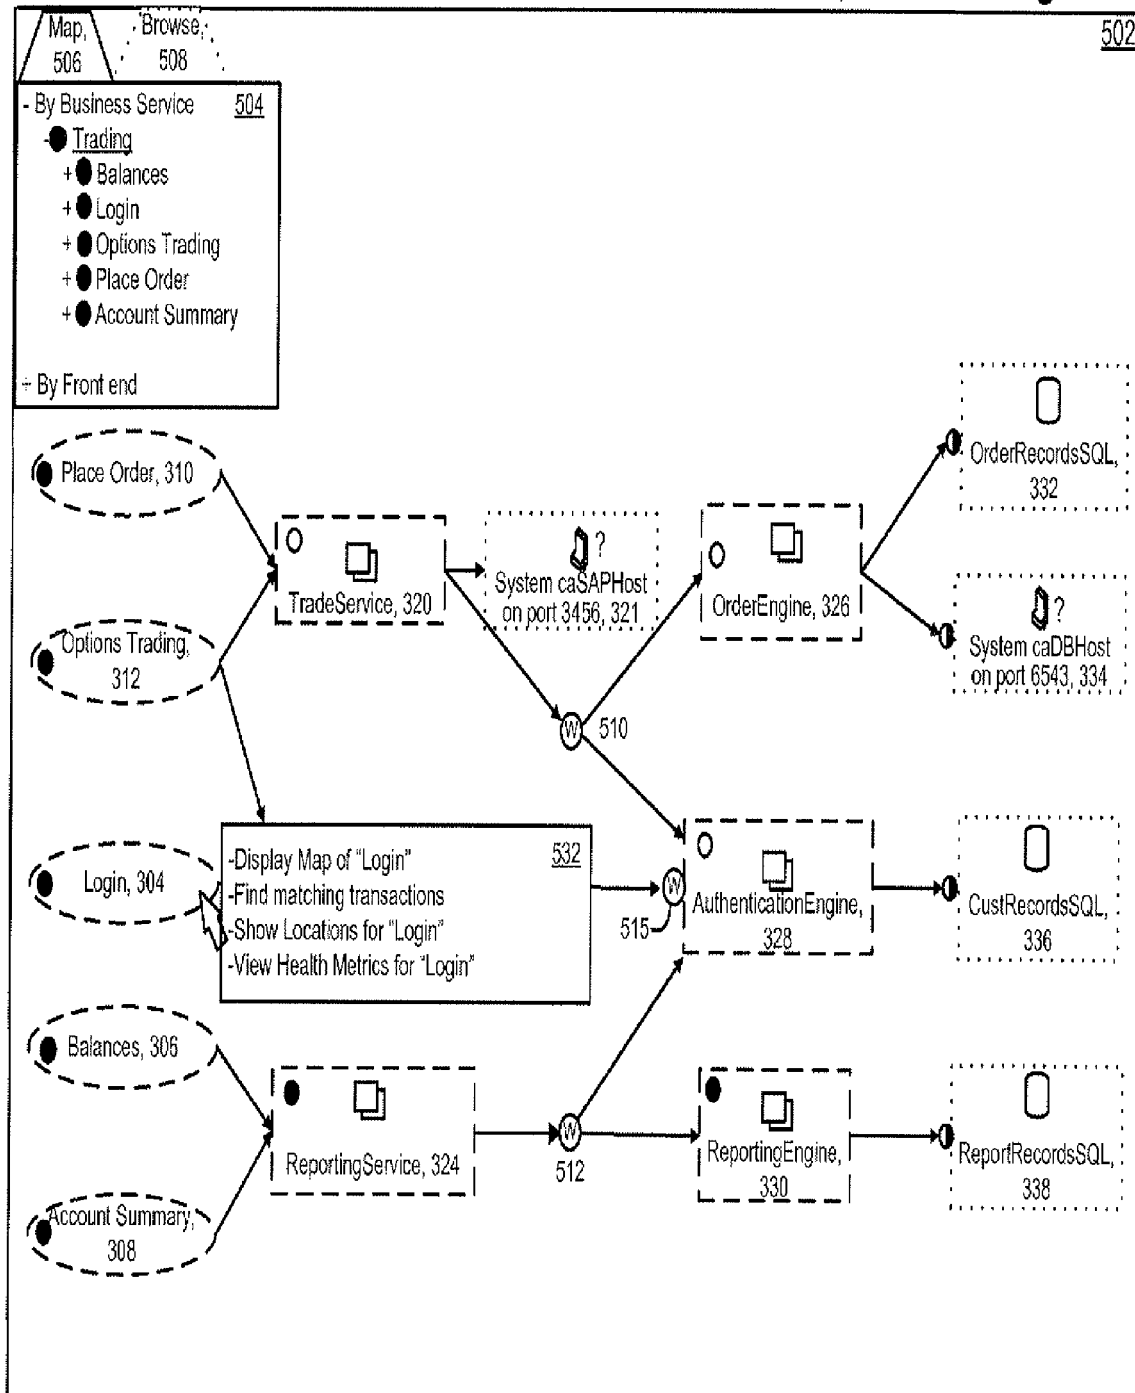 502
Map,
506
Browse,
508
- By Business Service 504
- Trading
+ Balances
+ Login
+ Options Trading
+ Place Order
+ Account Summary
+ By Front end
Place Order, 310
Options Trading,
312
Login, 304
Balances, 306
Account Summary,
308
TradeService, 320
?
System caSAPHost
on port 3456, 321
OrderEngine, 326
OrderRecordsSQL,
332
?
System caDBHost
on port 6543, 334
W 510
-Display Map of "Login" 532
-Find matching transactions
-Show Locations for "Login"
-View Health Metrics for "Login"
W
515
AuthenticationEngine,
328
CustRecordsSQL,
336
ReportingService, 324
W
512
ReportingEngine,
330
ReportRecordsSQL,
338